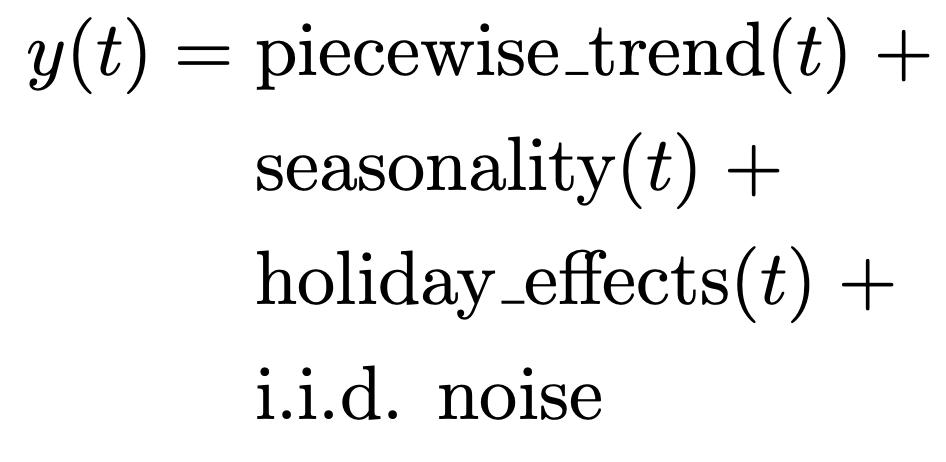 y(t) = piecewise_trend(t) +
seasonality(t) +
holiday_effects(t) +
i.i.d. noise